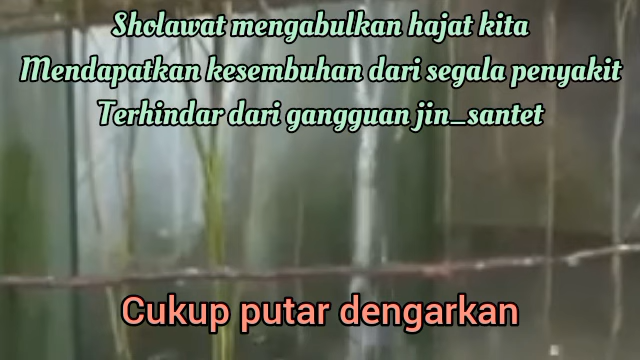 Sholawat mengabulkan hajat kita
Mendapatkan kesembuhan dari segala penyakit
Terhindar dari gangguan jin_santet
Cukup putar dengarkan